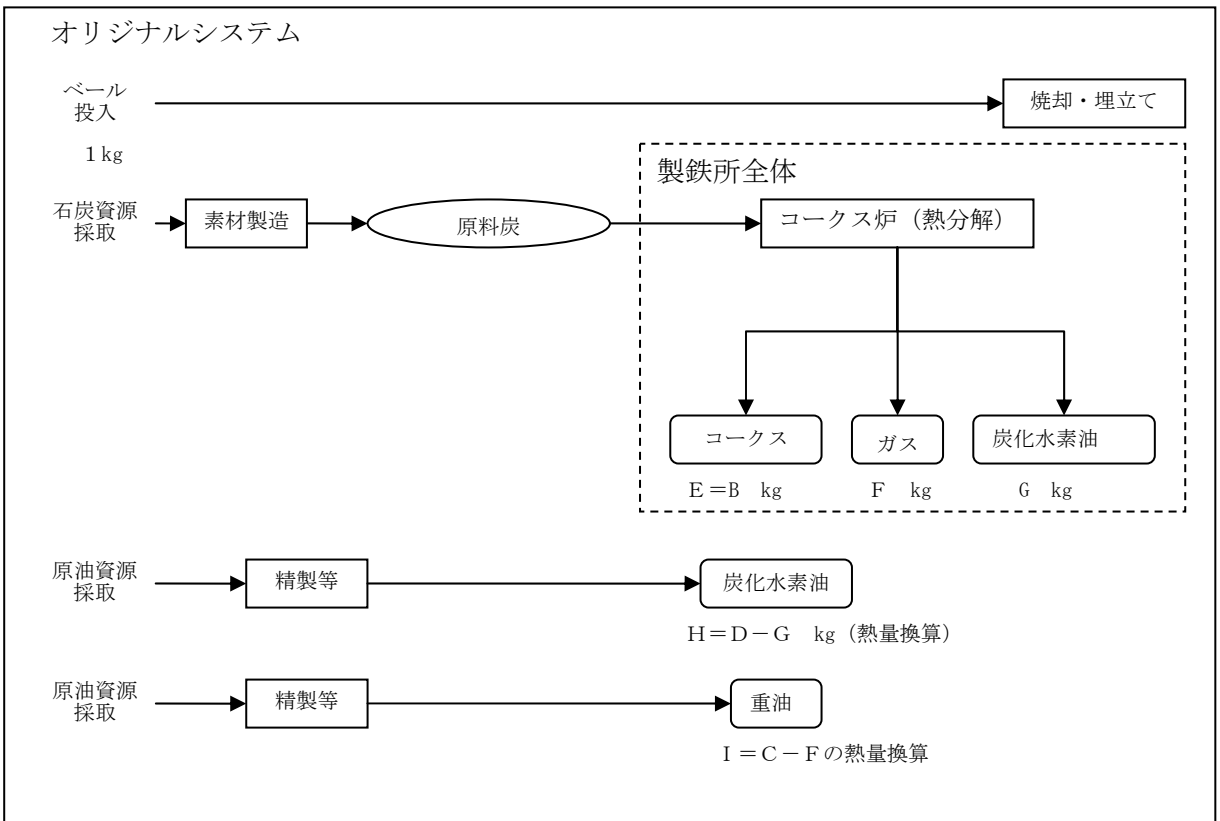 オリジナルシステム
ベール
投入
焼却・埋立て
1kg
製鉄所全体
石炭資源
採取
素材製造
原料炭
コークス炉（熱分解）
コークス
ガス
炭化水素油
E＝B kg
F kg
G kg
原油資源
採取
精製等
炭化水素油
H＝D－G kg（熱量換算）
原油資源
採取
精製等
重油
I＝C－Fの熱量換算